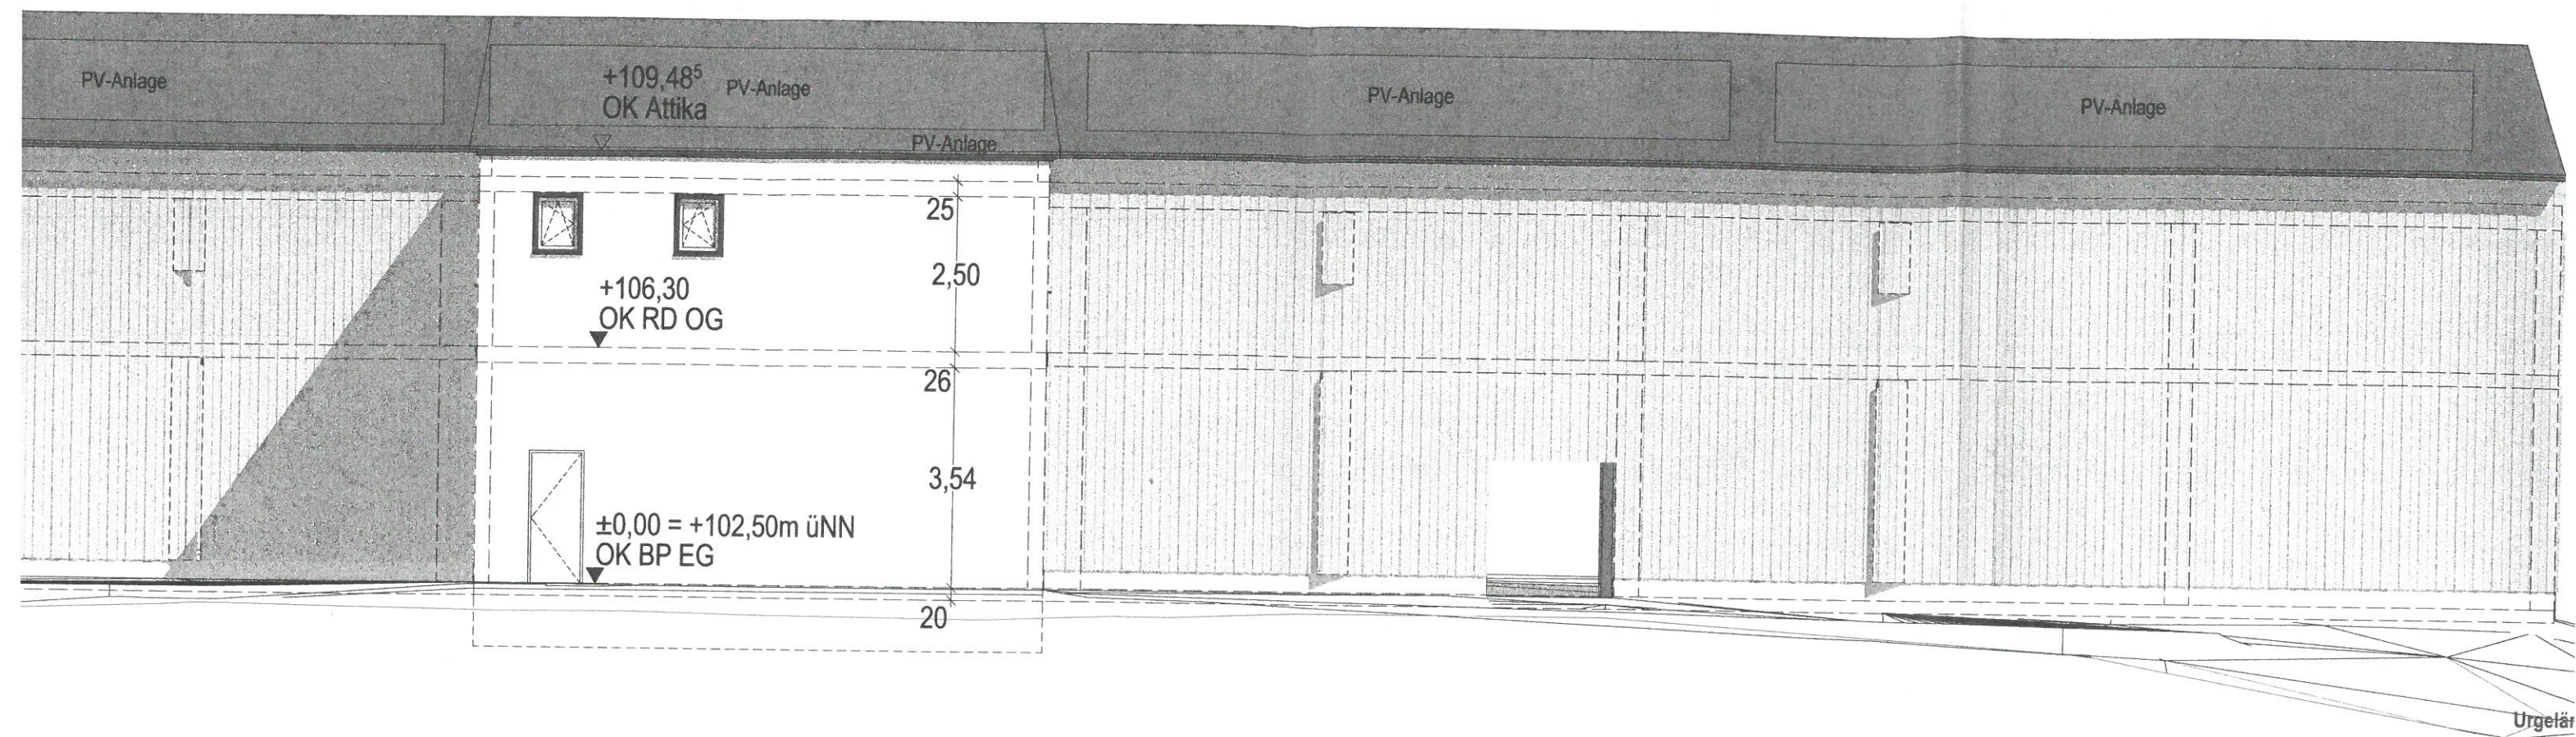 PV-Anlage
+109,48⁵
OK Attika
PV-Anlage
PV-Anlage
PV-Anlage
PV-Anlage
25
2,50
+106,30
OK RD OG
26
3,54
±0,00 = +102,50m üNN
OK BP EG
20